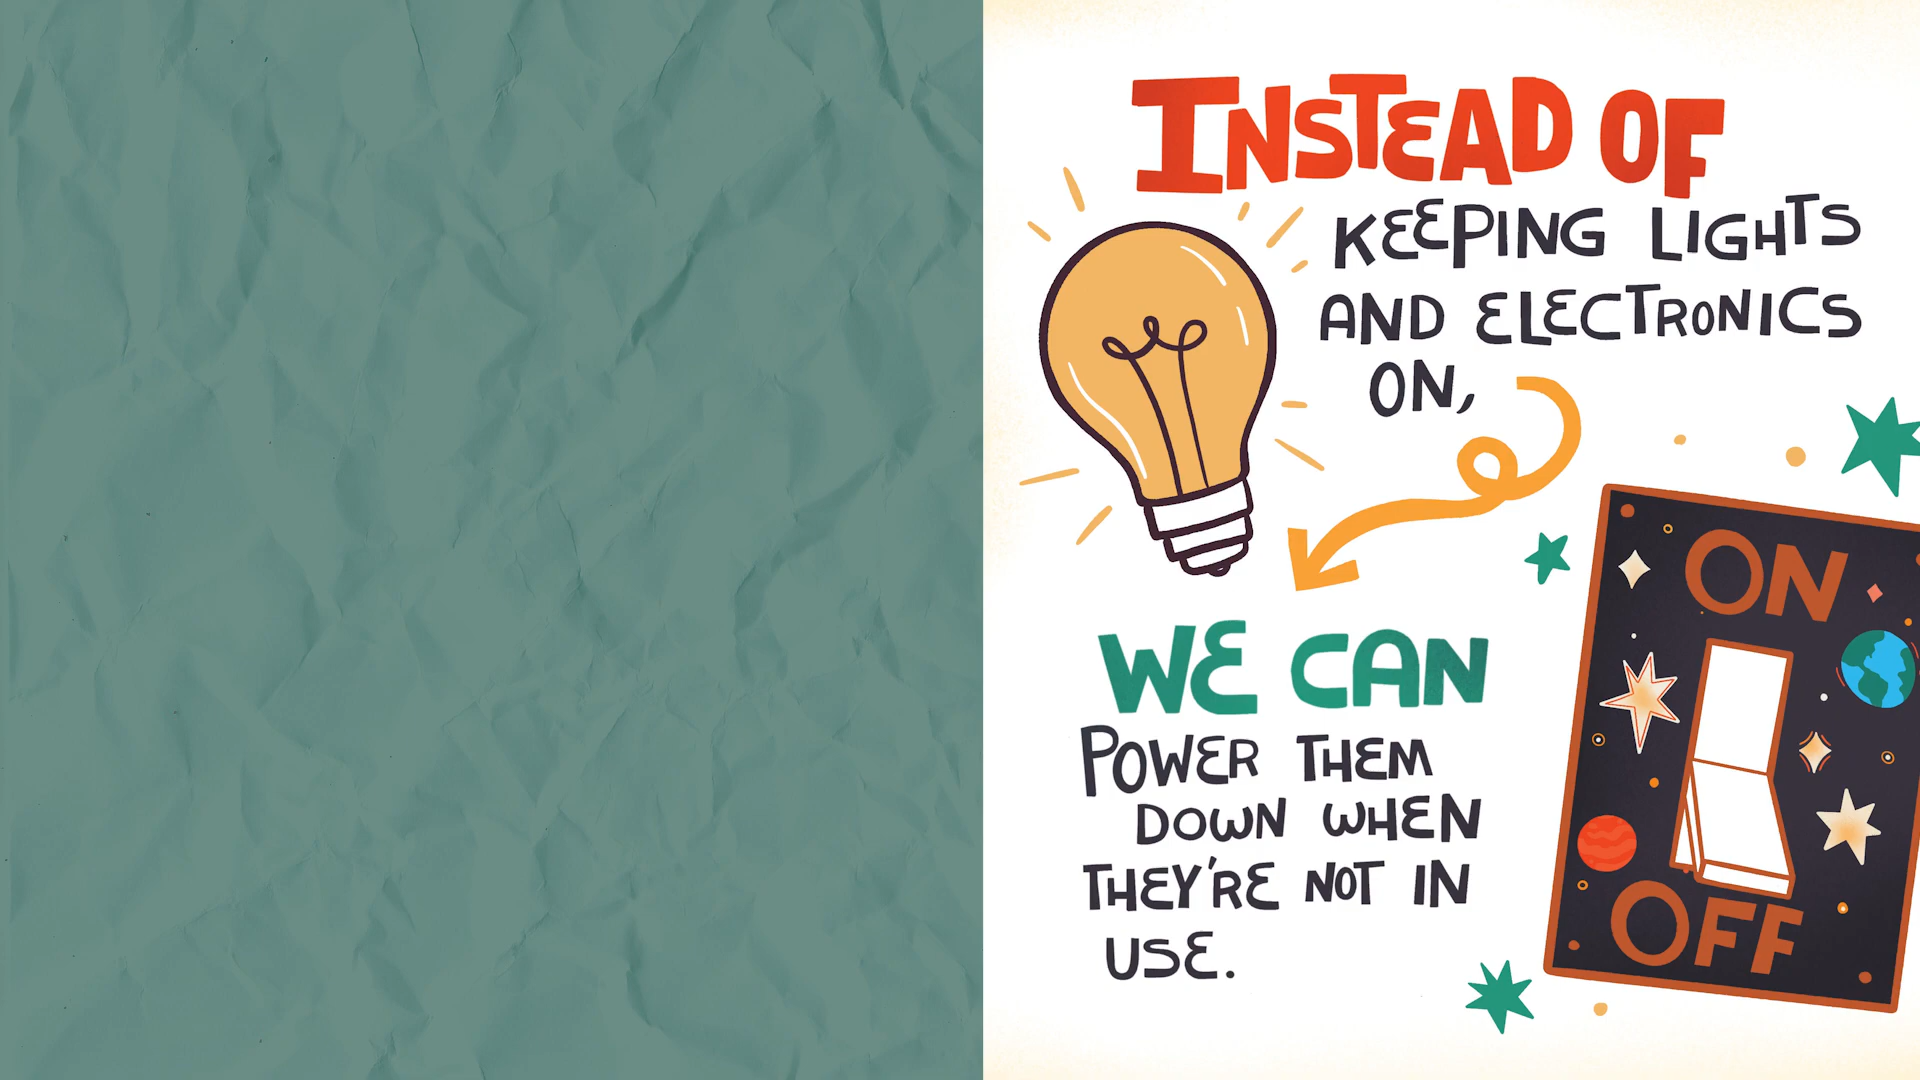 INSTEAD OF
KEEPING LIGHTS
AND ELECTRONICS
ON,
WE CAN
POWER THEM
DOWN WHEN
THEY'RE NOT IN
USE.
ON
OFF